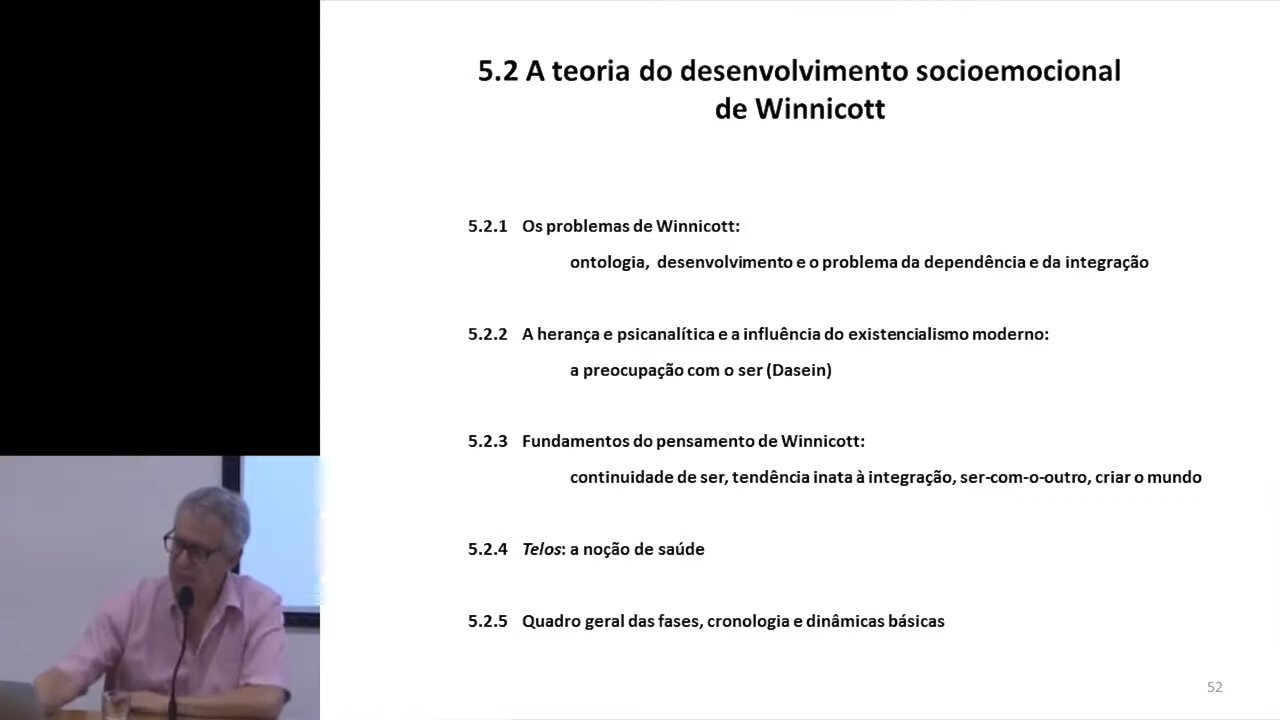 5.2 A teoria do desenvolvimento socioemocional
de Winnicott
5.2.1 Os problemas de Winnicott:
ontologia, desenvolvimento e o problema da dependência e da integração
5.2.2 A herança e psicanalítica e a influência do existencialismo moderno:
a preocupação com o ser (Dasein)
5.2.3 Fundamentos do pensamento de Winnicott:
continuidade de ser, tendência inata à integração, ser-com-o-outro, criar o mundo
5.2.4 Telos: a noção de saúde
5.2.5 Quadro geral das fases, cronologia e dinâmicas básicas
52